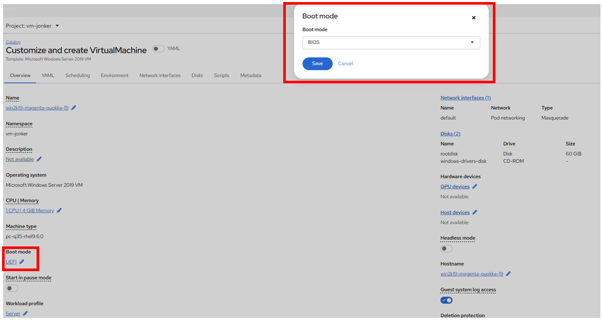 Project: vm-jonker
Catalog
Customize and create VirtualMachine
YAML
Template: Microsoft Windows Server 2019 VM
Overview YAML Scheduling Environment Network interfaces Disks Scripts Metadata
Boot mode
Boot mode
BIOS
Save Cancel
Name
Namespace
vm-jonker
Description
Not available
Operating system
Microsoft Windows Server 2019 VM
CPU | Memory
1 CPU | 4 GiB Memory
Machine type
pc-q35-rhel9.6.0
Boot mode
UEFI
Start in pause mode
Workload profile
Server
Network interfaces (1)
Name Network Type
default Pod networking Masquerade
Disks (2)
Name Drive Size
rootdisk Disk 60 GiB
windows-drivers-disk CD-ROM -
Hardware devices
GPU devices
Not available
Host devices
Not available
Headless mode
Hostname
Guest system log access
Deletion protection